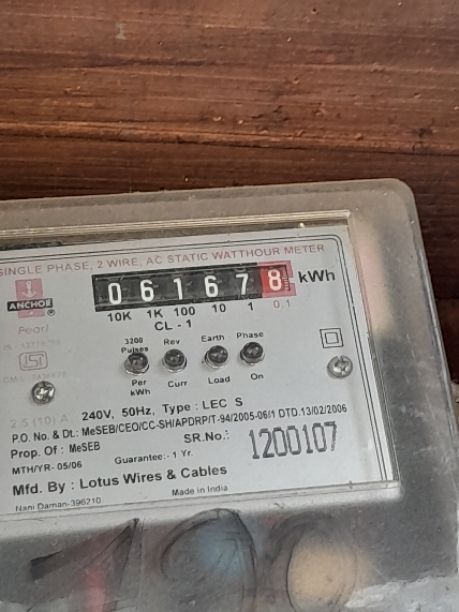 SINGLE PHASE, 2 WIRE, AC STATIC WATTHOUR METER
ANCHOR
Pearl
0 6 1 6 7 8 kWh
10K 1K 100 10 1 0.1
CL - 1
3200 Pulses Rev Earth Phase
Per kWh Curr Load On
ISI
2.5 (10) A 240V, 50Hz, Type : LEC S
P.O. No. & Dt.: MeSEB/CEO/CC-SH/APDRP/T-94/2005-06/1 DTD.13/02/2006
Prop. Of : MeSEB SR.No.: 1200107
MTH/YR- 05/06 Guarantee:- 1 Yr.
Mfd. By : Lotus Wires & Cables
Nani Daman-396210 Made in India